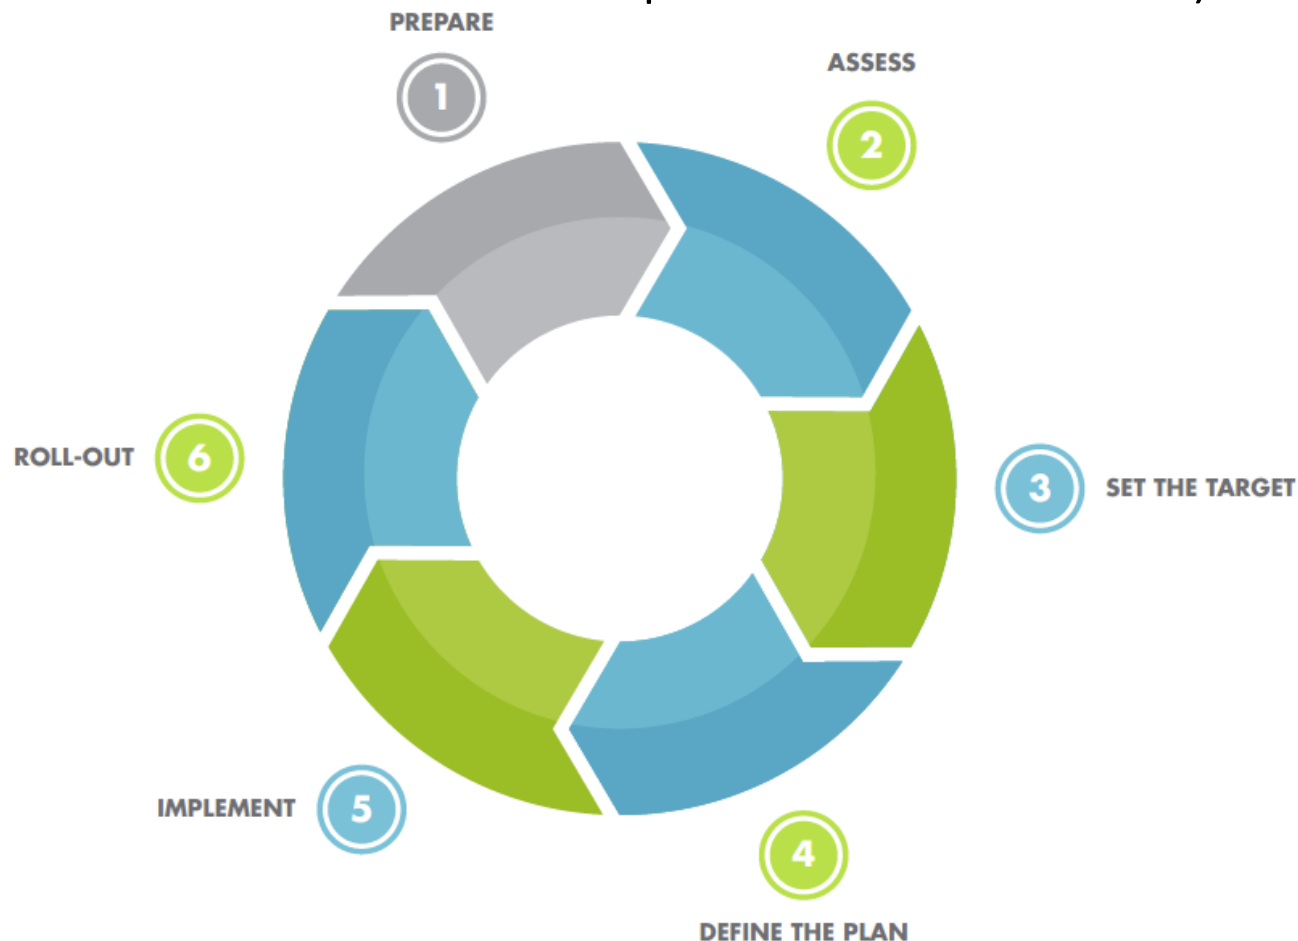 PREPARE
1
ASSESS
2
3
SET THE TARGET
4
DEFINE THE PLAN
5
IMPLEMENT
6
ROLL-OUT